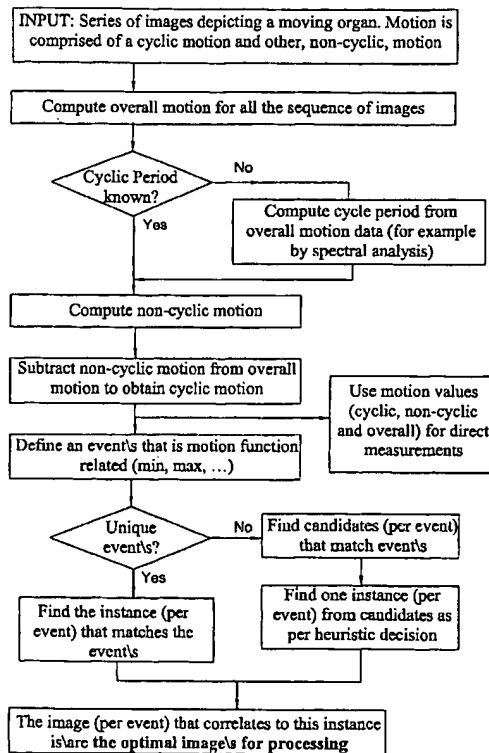 INPUT: Series of images depicting a moving organ. Motion is
comprised of a cyclic motion and other, non-cyclic, motion
Compute overall motion for all the sequence of images
Cyclic Period
known?
No
Yes
Compute cycle period from
overall motion data (for example
by spectral analysis)
Compute non-cyclic motion
Subtract non-cyclic motion from overall
motion to obtain cyclic motion
Use motion values
(cyclic, non-cyclic
and overall) for direct
measurements
Define an event\s that is motion function
related (min, max, ...)
Unique
event\s?
No
Yes
Find candidates (per event)
that match event\s
Find the instance (per
event) that matches the
event\s
Find one instance (per
event) from candidates as
per heuristic decision
The image (per event) that correlates to this instance
is\are the optimal image\s for processing